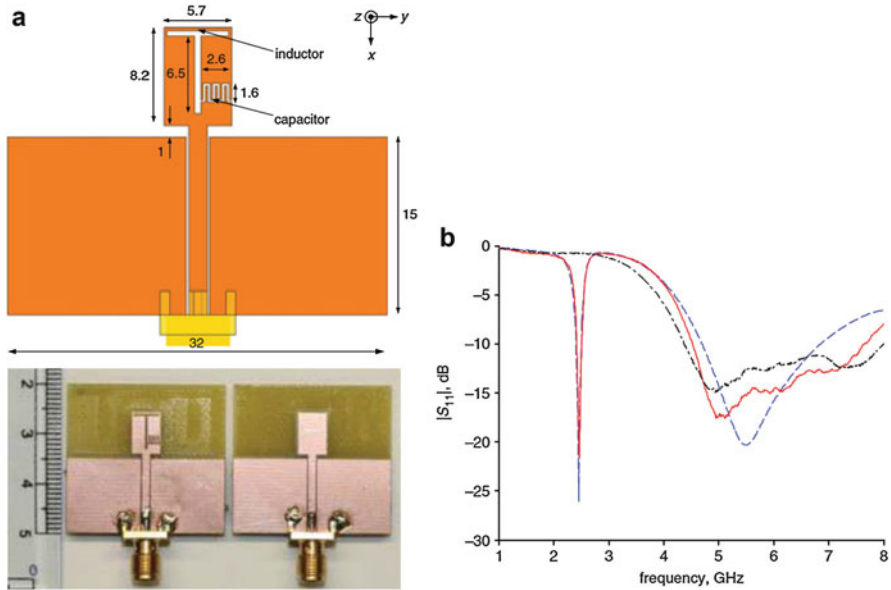 a
5.7
z
y
x
inductor
8.2
6.5
2.6
1.6
capacitor
1
15
32
2
3
4
5
0
b
0
−5
−10
−15
−20
−25
−30
|S11|, dB
1 2 3 4 5 6 7 8
frequency, GHz